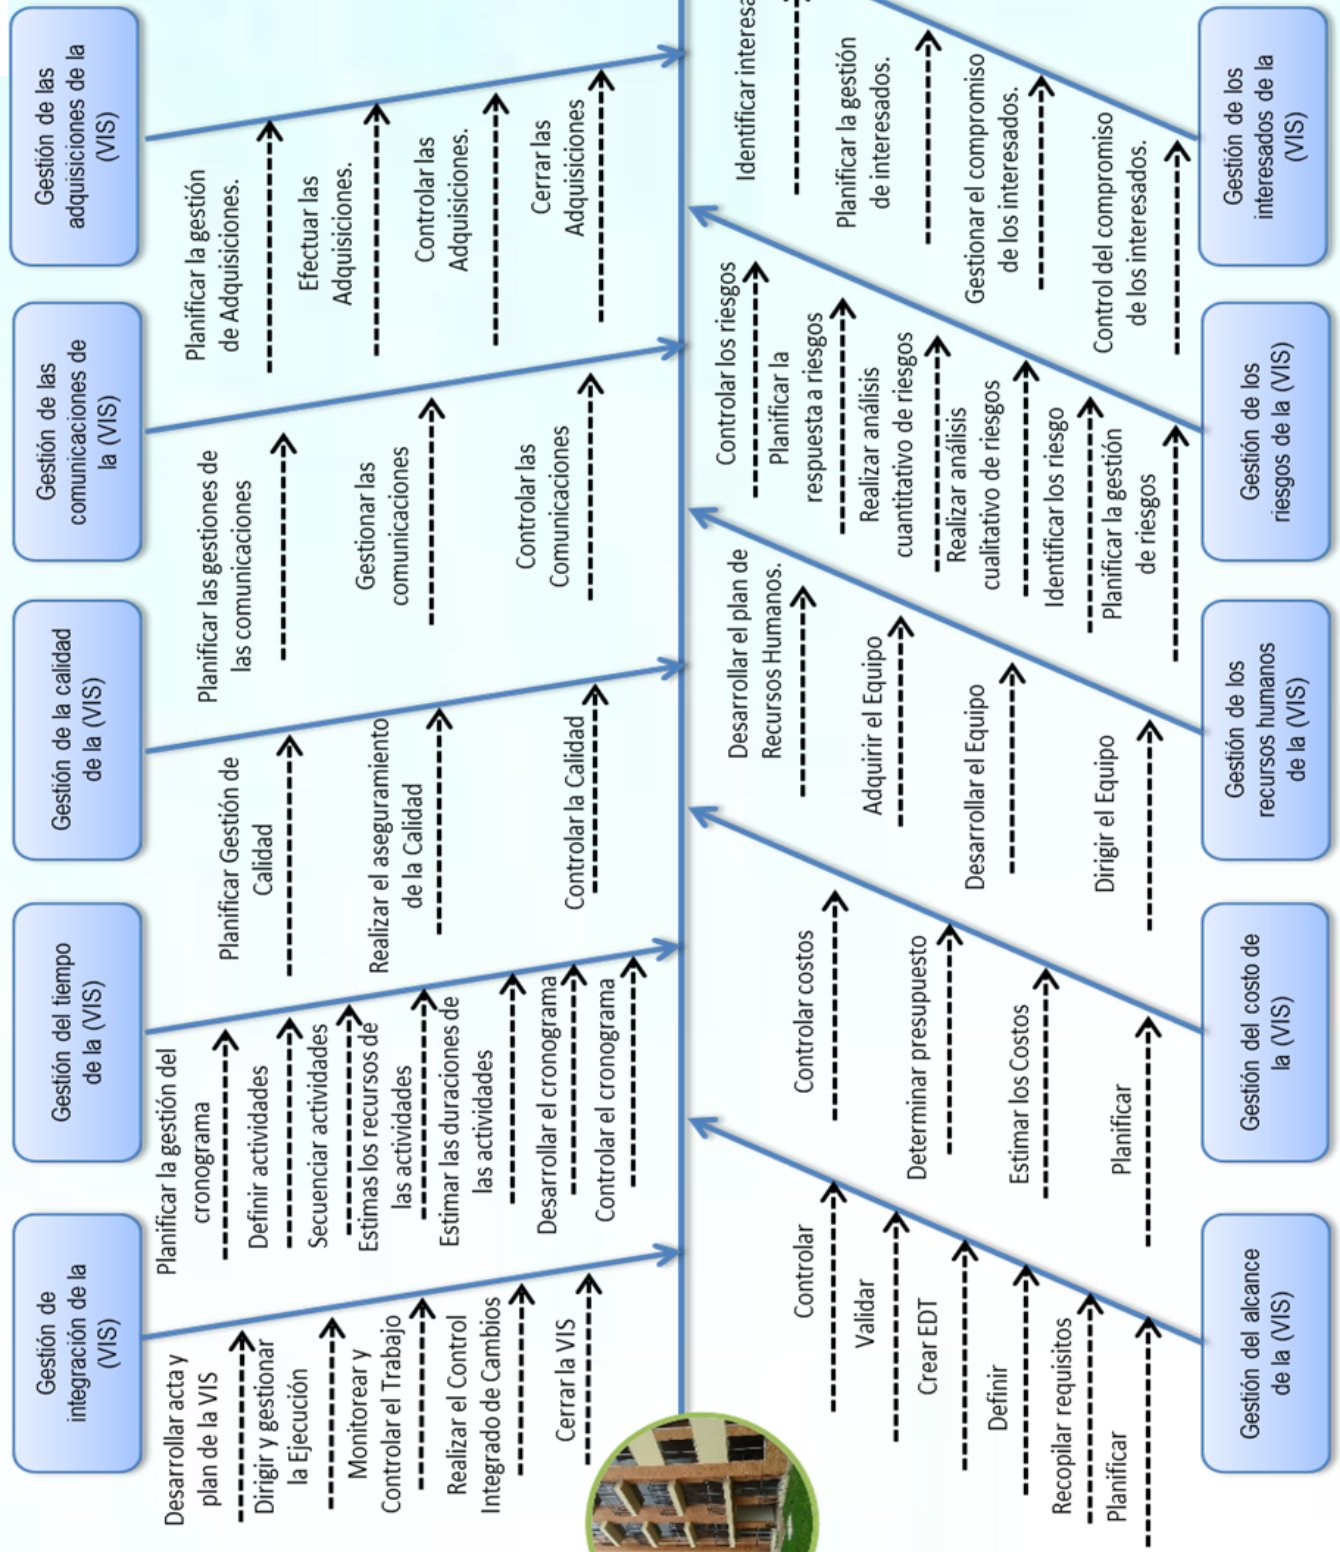 Gestión de
integración de la
(VIS)
Desarrollar acta y
plan de la VIS
Dirigir y gestionar
la Ejecución
Monitorear y
Controlar el Trabajo
Realizar el Control
Integrado de Cambios
Cerrar la VIS
Gestión del tiempo
de la (VIS)
Planificar la gestión del
cronograma
Definir actividades
Secuenciar actividades
Estimas los recursos de
las actividades
Estimar las duraciones de
las actividades
Desarrollar el cronograma
Controlar el cronograma
Gestión de la calidad
de la (VIS)
Planificar Gestión de
Calidad
Realizar el aseguramiento
de la Calidad
Controlar la Calidad
Gestión de las
comunicaciones de
la (VIS)
Planificar las gestiones de
las comunicaciones
Gestionar las
comunicaciones
Controlar las
Comunicaciones
Gestión de las
adquisiciones de la
(VIS)
Planificar la gestión
de Adquisiciones.
Efectuar las
Adquisiciones.
Controlar las
Adquisiciones.
Cerrar las
Adquisiciones
Controlar
Validar
Crear EDT
Definir
Recopilar requisitos
Planificar
Gestión del alcance
de la (VIS)
Controlar costos
Determinar presupuesto
Estimar los Costos
Planificar
Gestión del costo de
la (VIS)
Desarrollar el plan de
Recursos Humanos.
Adquirir el Equipo
Desarrollar el Equipo
Dirigir el Equipo
Gestión de los
recursos humanos
de la (VIS)
Controlar los riesgos
Planificar la
respuesta a riesgos
Realizar análisis
cuantitativo de riesgos
Realizar análisis
cualitativo de riesgos
Identificar los riesgo
Planificar la gestión
de riesgos
Gestión de los
riesgos de la (VIS)
Identificar interesa
Planificar la gestión
de interesados.
Gestionar el compromiso
de los interesados.
Control del compromiso
de los interesados.
Gestión de los
interesados de la
(VIS)